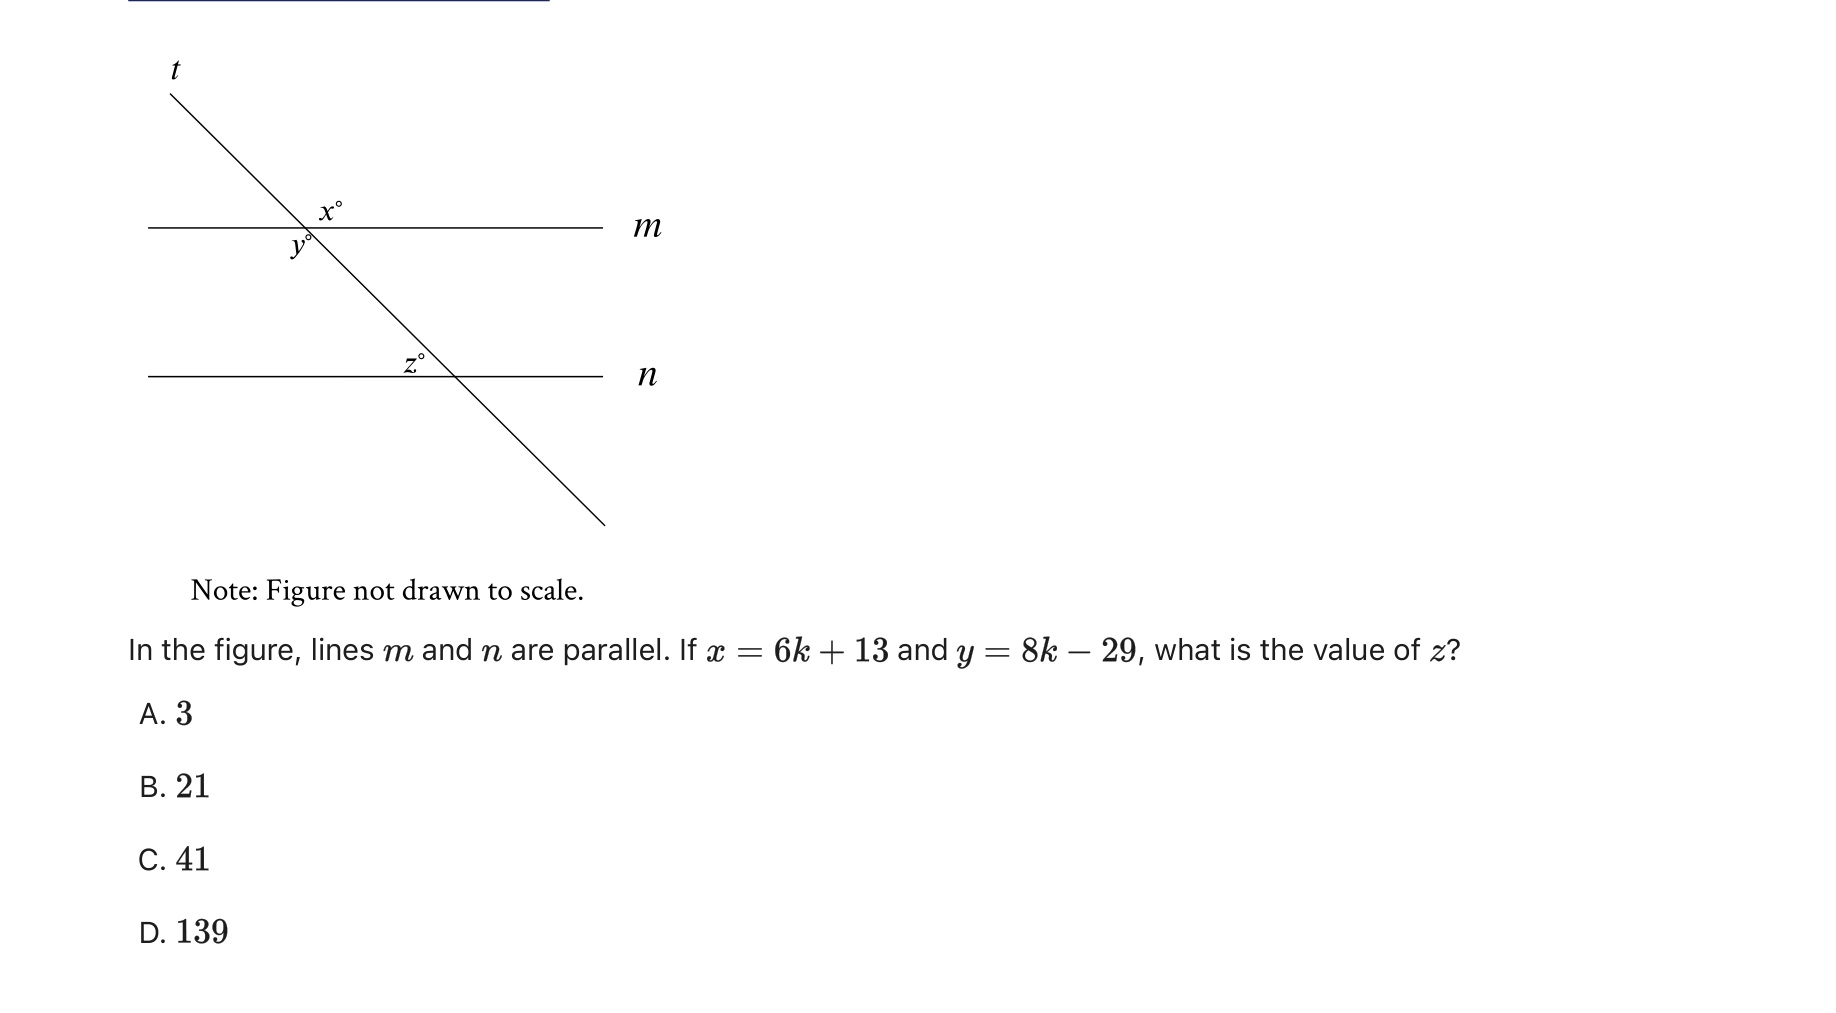 t
x°
m
y°
z°
n
Note: Figure not drawn to scale.
In the figure, lines m and n are parallel. If x = 6k + 13 and y = 8k − 29, what is the value of z?
A. 3
B. 21
C. 41
D. 139